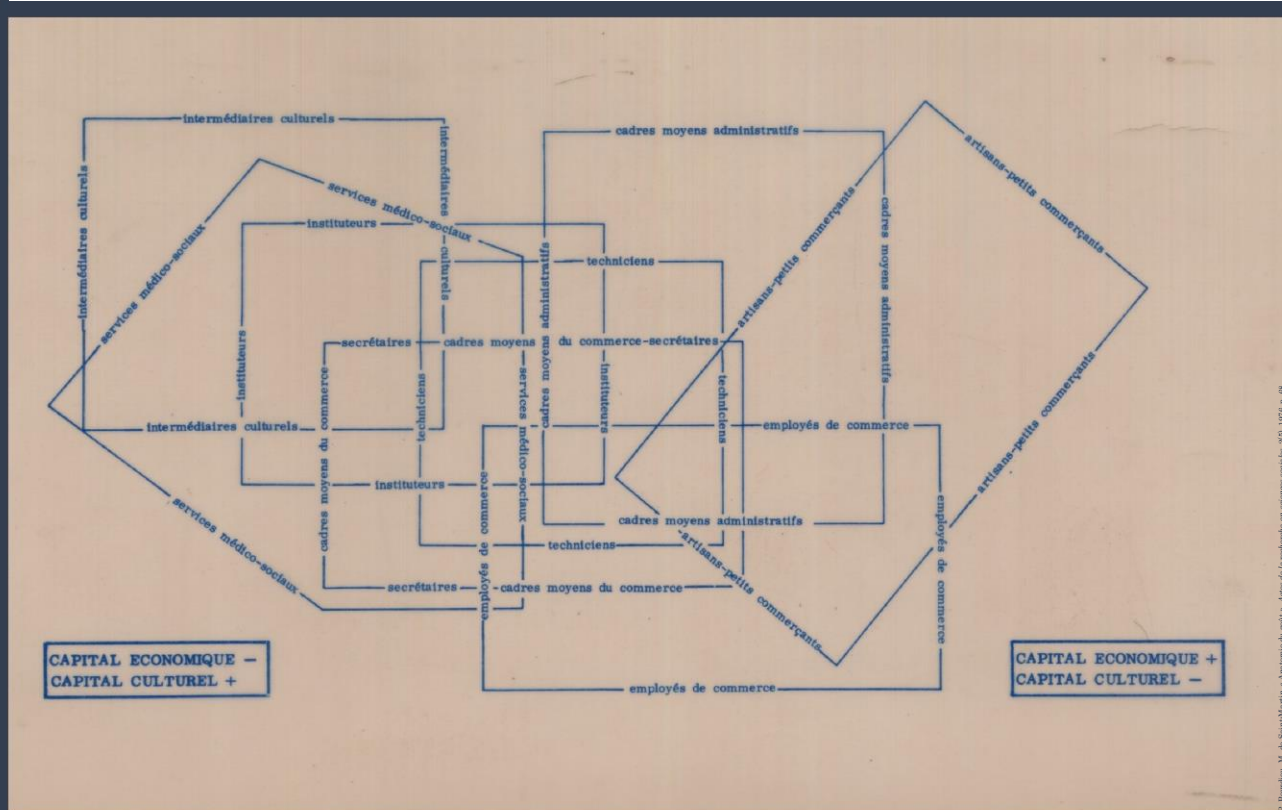 intermédiaires culturels
intermédiaires culturels
intermédiaires culturels
intermédiaires culturels
services médico-sociaux
services médico-sociaux
services médico-sociaux
services médico-sociaux
instituteurs
instituteurs
instituteurs
instituteurs
cadres moyens administratifs
cadres moyens administratifs
cadres moyens administratifs
cadres moyens administratifs
techniciens
techniciens
techniciens
techniciens
artisans-petits commerçants
artisans-petits commerçants
artisans-petits commerçants
artisans-petits commerçants
secrétaires cadres moyens du commerce-secrétaires
cadres moyens du commerce
secrétaires cadres moyens du commerce
employés de commerce
employés de commerce
employés de commerce
employés de commerce
CAPITAL ECONOMIQUE —
CAPITAL CULTUREL +
CAPITAL ECONOMIQUE +
CAPITAL CULTUREL —